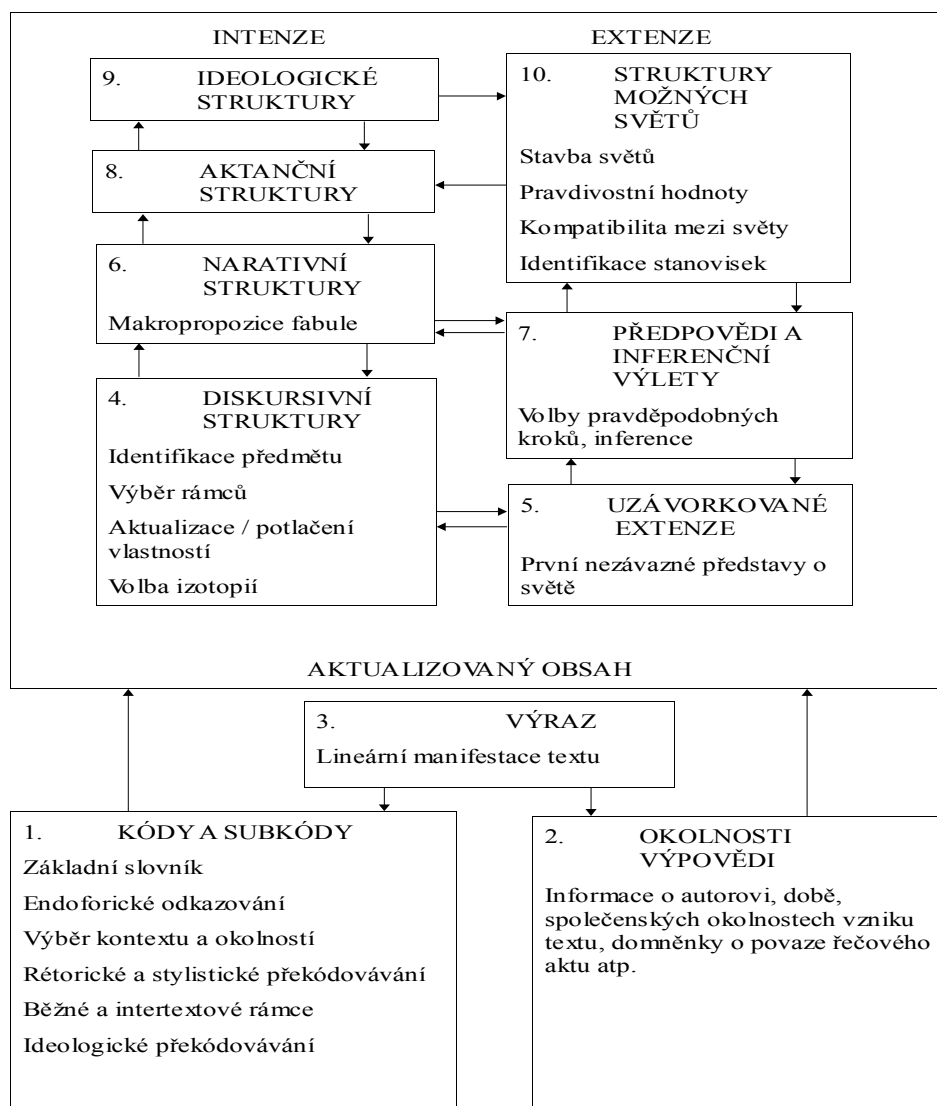 INTENZE
EXTENZE
9. IDEOLOGICKÉ
STRUKTURY
10. STRUKTURY
MOŽNÝCH
SVĚTŮ
Stavba světů
Pravdivostní hodnoty
Kompatibilita mezi světy
Identifikace stanovisek
8. AKTANČNÍ
STRUKTURY
6. NARATIVNÍ
STRUKTURY
Makropropozice fabule
7. PŘEDPOVĚDI A
INFERENČNÍ
VÝLETY
Volby pravděpodobných
kroků, inference
4. DISKURSIVNÍ
STRUKTURY
Identifikace předmětu
Výběr rámců
Aktualizace / potlačení
vlastností
Volba izotopií
5. UZÁVORKOVANÉ
EXTENZE
První nezávazné představy o
světě
AKTUALIZOVANÝ OBSAH
3. VÝRAZ
Lineární manifestace textu
1. KÓDY A SUBKÓDY
Základní slovník
Endoforické odkazování
Výběr kontextu a okolností
Rétorické a stylistické překódovávání
Běžné a intertextové rámce
Ideologické překódovávání
2. OKOLNOSTI
VÝPOVĚDI
Informace o autorovi, době,
společenských okolnostech vzniku
textu, domněnky o povaze řečového
aktu atp.